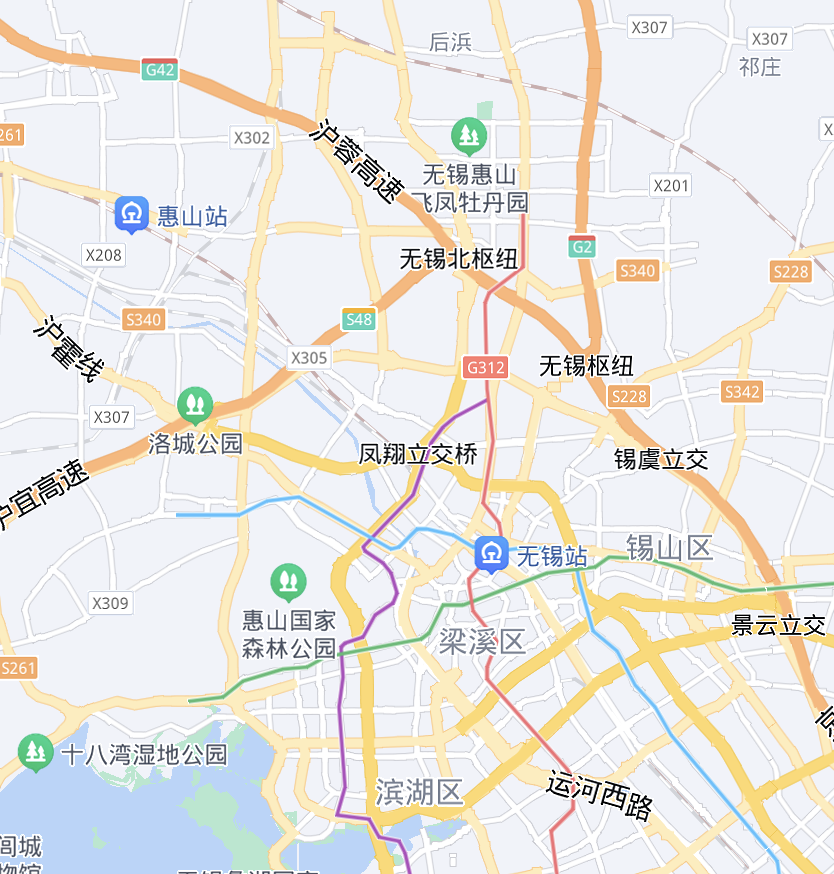 后浜
X307
X307
祁庄
G42
261
X302
沪蓉高速
无锡惠山
飞凤牡丹园
X201
惠山站
X208
无锡北枢纽
G2
S340
S228
S340
S48
沪霍线
X305
G312
无锡枢纽
S228
S342
X307
洛城公园
凤翔立交桥
锡虞立交
沪宜高速
无锡站
锡山区
X309
惠山国家
森林公园
梁溪区
景云立交
S261
十八湾湿地公园
滨湖区
运河西路
闾城